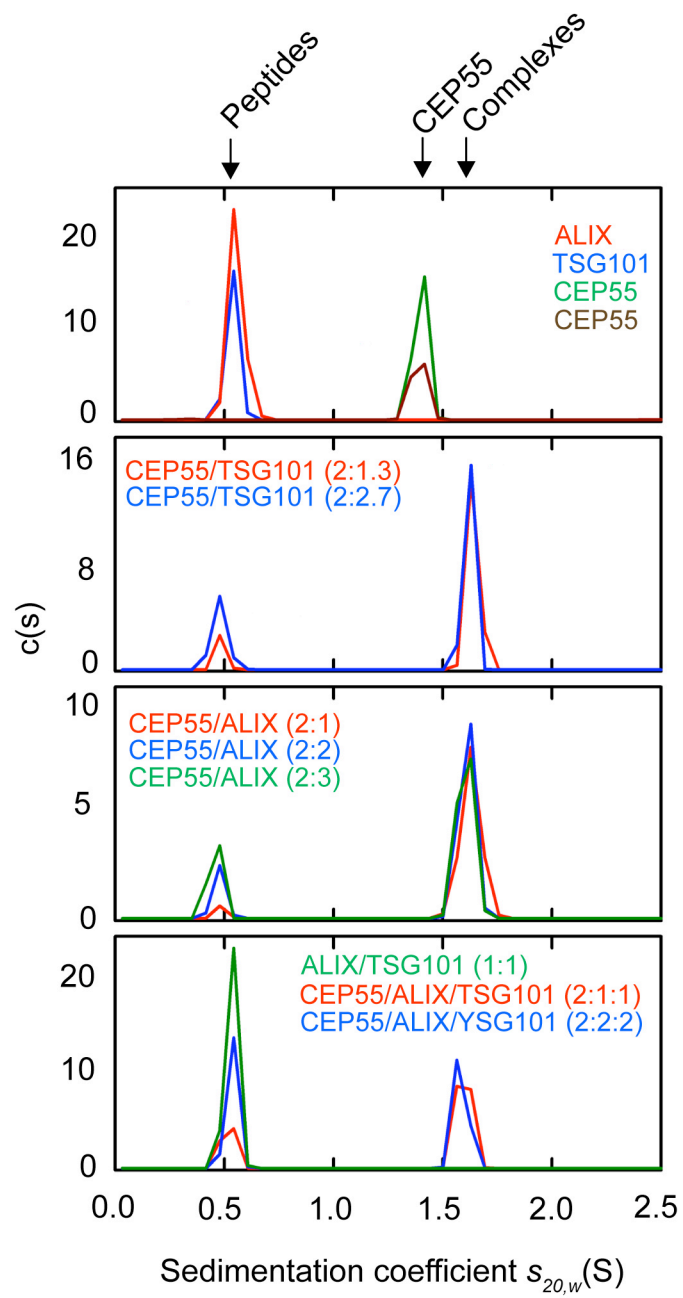 Peptides
CEP55
Complexes
20
10
0
ALIX
TSG101
CEP55
CEP55
16
8
0
CEP55/TSG101 (2:1.3)
CEP55/TSG101 (2:2.7)
c(s)
10
5
0
CEP55/ALIX (2:1)
CEP55/ALIX (2:2)
CEP55/ALIX (2:3)
20
10
0
ALIX/TSG101 (1:1)
CEP55/ALIX/TSG101 (2:1:1)
CEP55/ALIX/YSG101 (2:2:2)
0.0 0.5 1.0 1.5 2.0 2.5
Sedimentation coefficient s20,w(S)